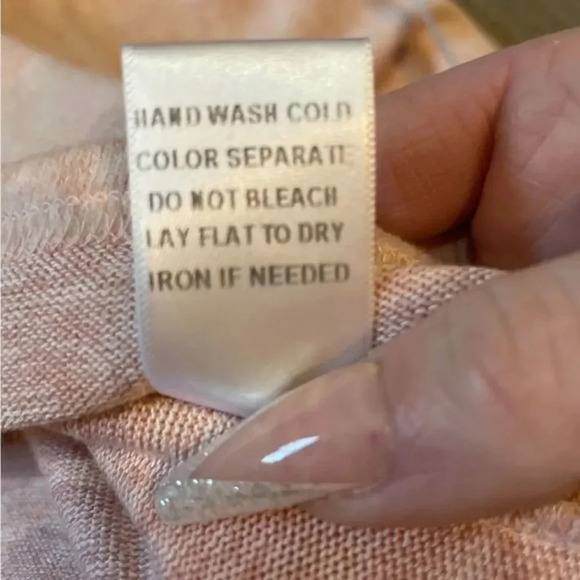 HAND WASH COLD
COLOR SEPARATE
DO NOT BLEACH
LAY FLAT TO DRY
IRON IF NEEDED